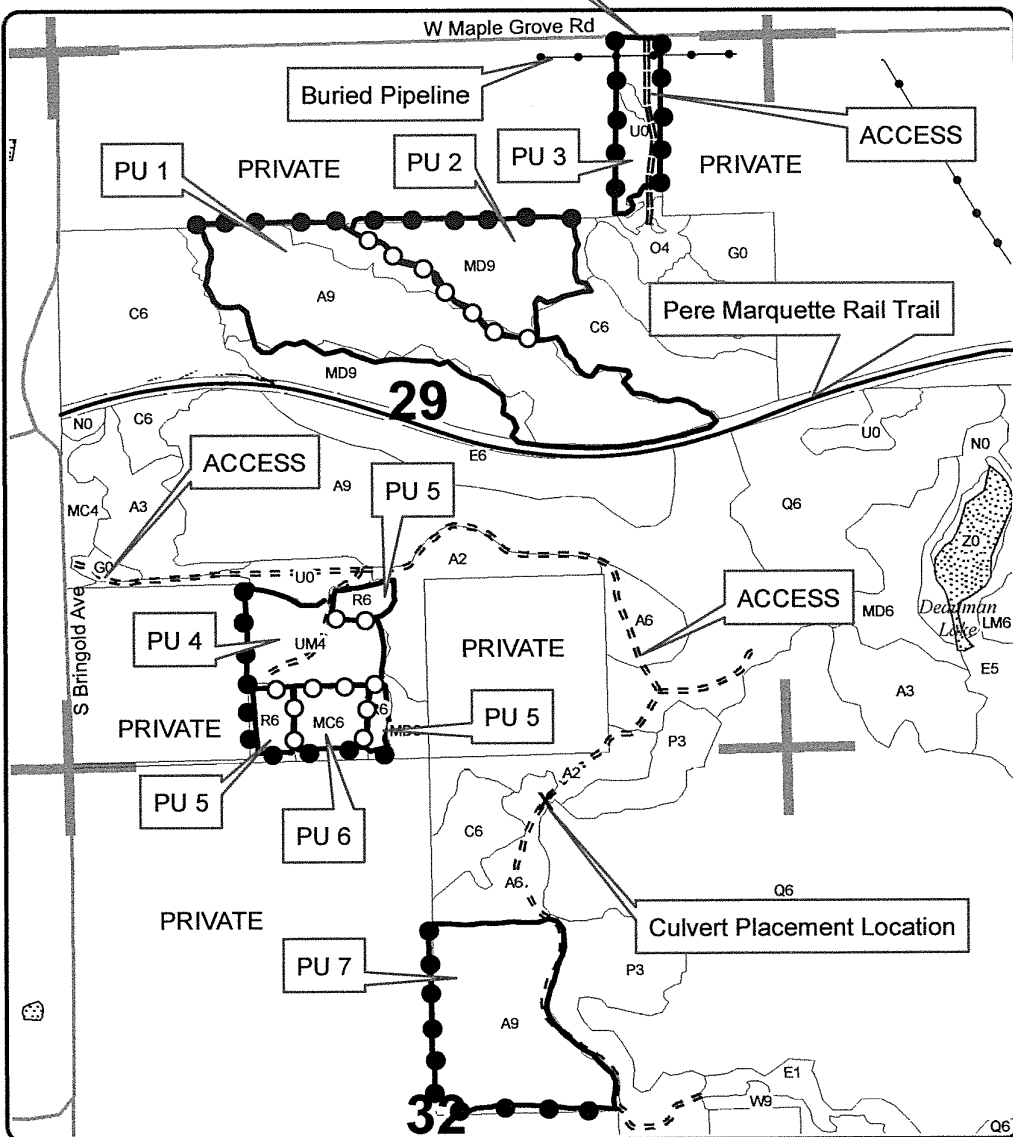 W Maple Grove Rd
Buried Pipeline
ACCESS
PU 1
PRIVATE
PU 2
PU 3
U0
PRIVATE
O4
G0
MD9
A9
C6
C6
Pere Marquette Rail Trail
MD9
29
N0
C6
E6
U0
N0
ACCESS
A9
PU 5
Q6
MC4
A3
Z0
G0
U0
A2
R6
A6
ACCESS
MD6
Deadman
Lake
LM6
PU 4
UM4
PRIVATE
E5
S Bringold Ave
A3
PRIVATE
R6
MC6
PU 5
P3
PU 5
PU 6
A2
C6
A6
Q6
PRIVATE
Culvert Placement Location
PU 7
P3
A9
E1
W9
32
Q6